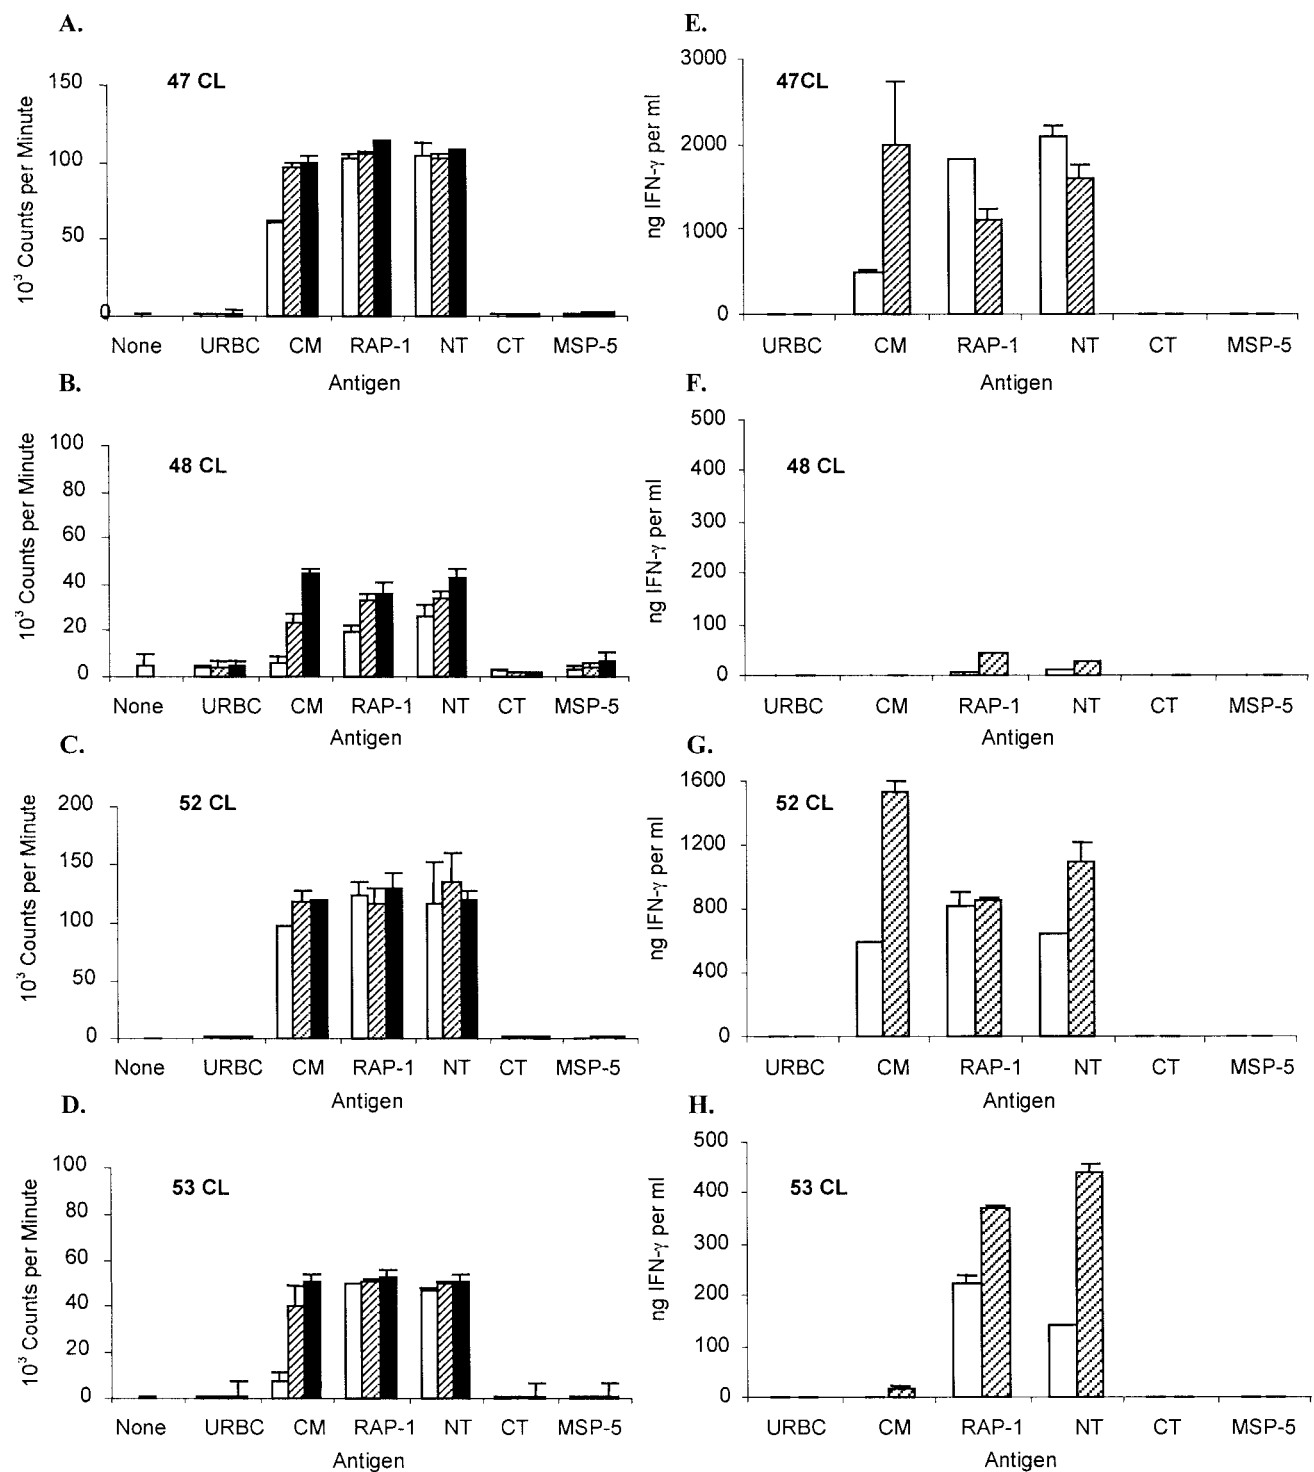 A.
47 CL
10³ Counts per Minute
150
100
50
0
None URBC CM RAP-1 NT CT MSP-5
Antigen
E.
47CL
ng IFN-γ per ml
3000
2000
1000
0
URBC CM RAP-1 NT CT MSP-5
Antigen
B.
48 CL
10³ Counts per Minute
100
80
60
40
20
0
None URBC CM RAP-1 NT CT MSP-5
Antigen
F.
48 CL
ng IFN-γ per ml
500
400
300
200
100
0
URBC CM RAP-1 NT CT MSP-5
Antigen
C.
52 CL
10³ Counts per Minute
200
150
100
50
0
None URBC CM RAP-1 NT CT MSP-5
Antigen
G.
52 CL
ng IFN-γ per ml
1600
1200
800
400
0
URBC CM RAP-1 NT CT MSP-5
Antigen
D.
53 CL
10³ Counts per Minute
100
80
60
40
20
0
None URBC CM RAP-1 NT CT MSP-5
Antigen
H.
53 CL
ng IFN-γ per ml
500
400
300
200
100
0
URBC CM RAP-1 NT CT MSP-5
Antigen